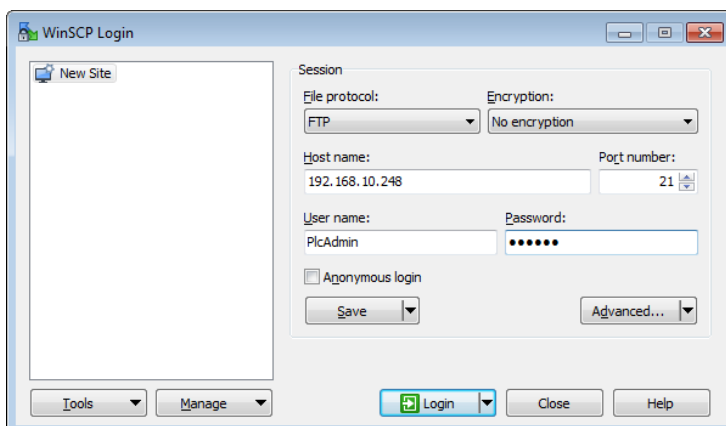 WinSCP Login
New Site
Session
File protocol:
Encryption:
FTP
No encryption
Host name:
Port number:
192.168.10.248
21
User name:
Password:
PlcAdmin
••••••
Anonymous login
Save
Advanced...
Tools
Manage
Login
Close
Help